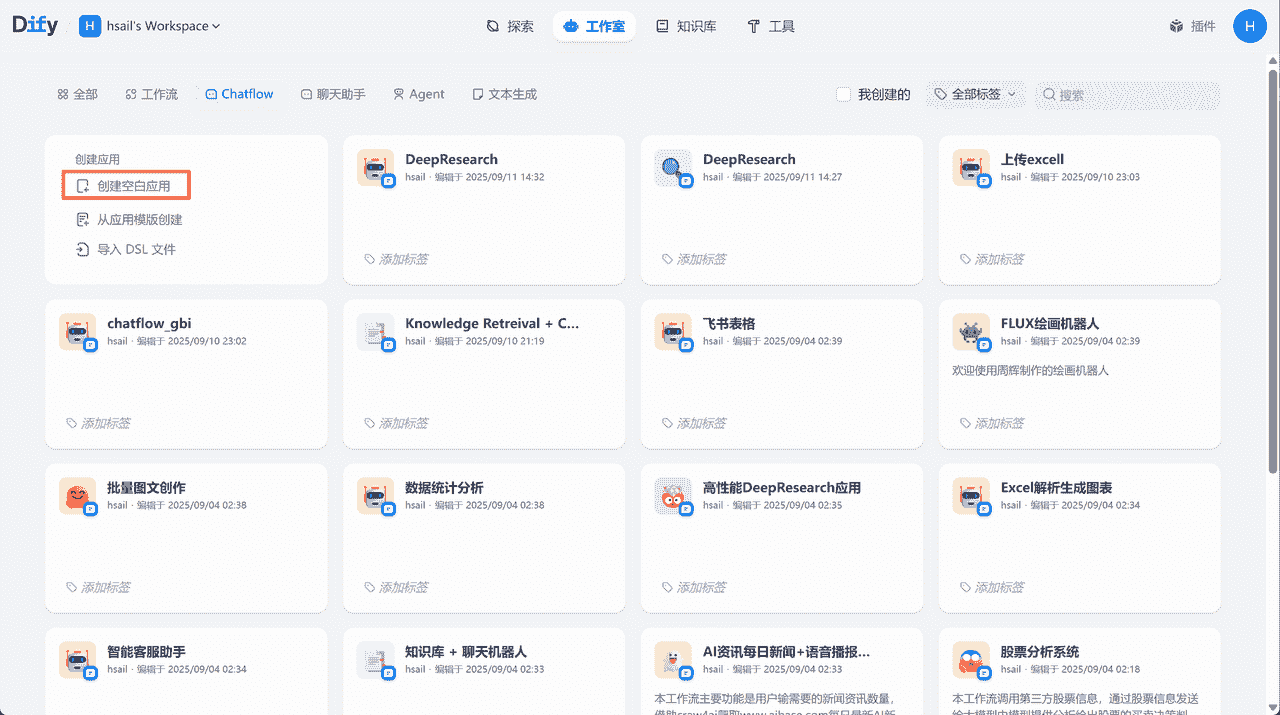 Dify
H hsail's Workspace
探索
工作室
知识库
工具
插件
H
全部
工作流
Chatflow
聊天助手
Agent
文本生成
我创建的
全部标签
搜索
创建应用
创建空白应用
从应用模版创建
导入 DSL 文件
DeepResearch
hsail · 编辑于 2025/09/11 14:32
添加标签
DeepResearch
hsail · 编辑于 2025/09/11 14:27
添加标签
上传excell
hsail · 编辑于 2025/09/10 23:03
添加标签
chatflow_gbi
hsail · 编辑于 2025/09/10 23:02
添加标签
Knowledge Retreival + C...
hsail · 编辑于 2025/09/10 21:19
添加标签
飞书表格
hsail · 编辑于 2025/09/04 02:39
添加标签
FLUX绘画机器人
hsail · 编辑于 2025/09/04 02:39
欢迎使用周辉制作的绘画机器人
添加标签
批量图文创作
hsail · 编辑于 2025/09/04 02:38
添加标签
数据统计分析
hsail · 编辑于 2025/09/04 02:38
添加标签
高性能DeepResearch应用
hsail · 编辑于 2025/09/04 02:35
添加标签
Excel解析生成图表
hsail · 编辑于 2025/09/04 02:34
添加标签
智能客服助手
hsail · 编辑于 2025/09/04 02:34
知识库 + 聊天机器人
hsail · 编辑于 2025/09/04 02:33
AI资讯每日新闻+语音播报...
hsail · 编辑于 2025/09/04 02:33
本工作流主要功能是用户输需要的新闻资讯数量，
股票分析系统
hsail · 编辑于 2025/09/04 02:18
本工作流调用第三方股票信息，通过股票信息发送